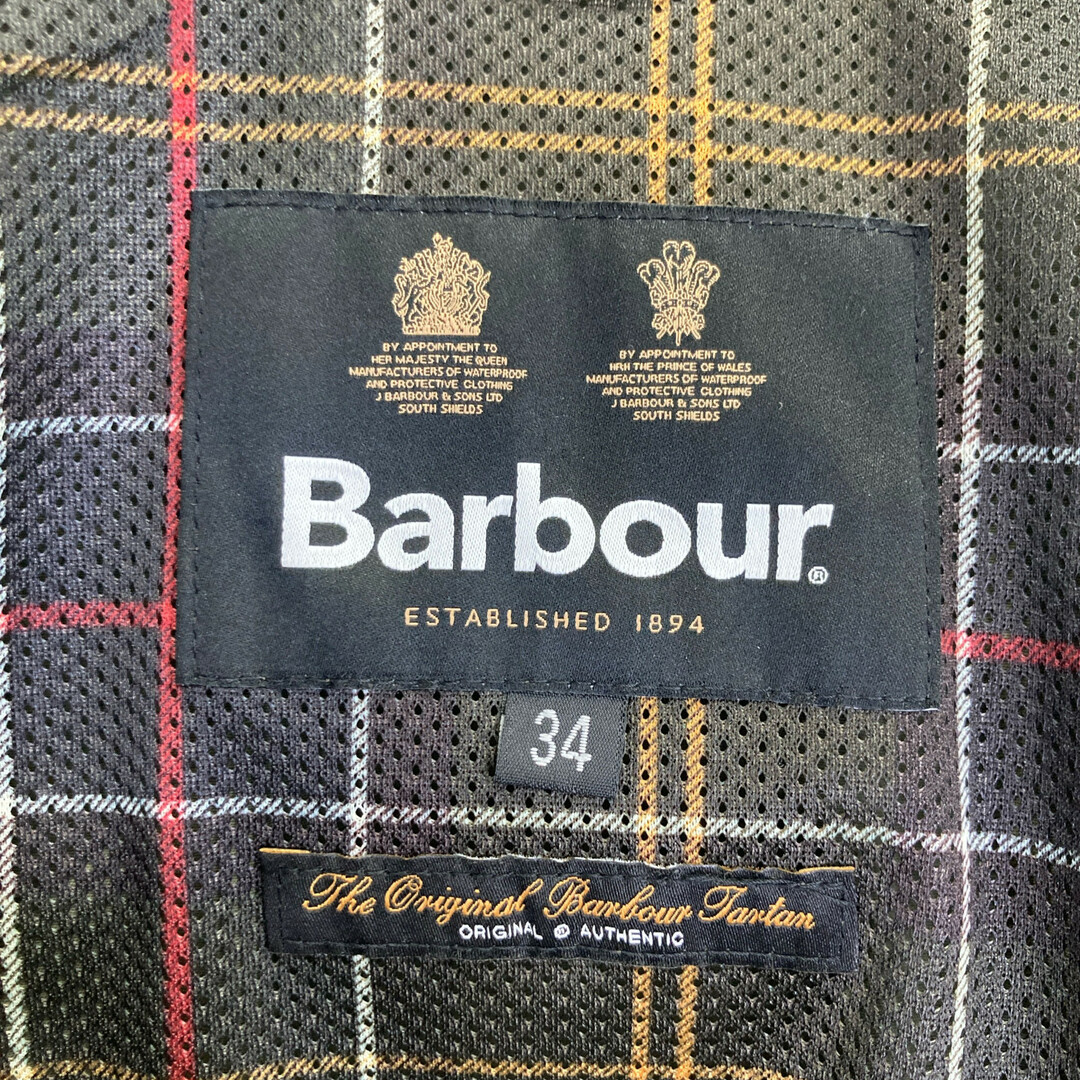 BY APPOINTMENT TO
HER MAJESTY THE QUEEN
MANUFACTURERS OF WATERPROOF
AND PROTECTIVE CLOTHING
J BARBOUR & SONS LTD
SOUTH SHIELDS
BY APPOINTMENT TO
HRH THE PRINCE OF WALES
MANUFACTURERS OF WATERPROOF
AND PROTECTIVE CLOTHING
J BARBOUR & SONS LTD
SOUTH SHIELDS
Barbour®
ESTABLISHED 1894
34
The Original Barbour Tartan
ORIGINAL ® AUTHENTIC